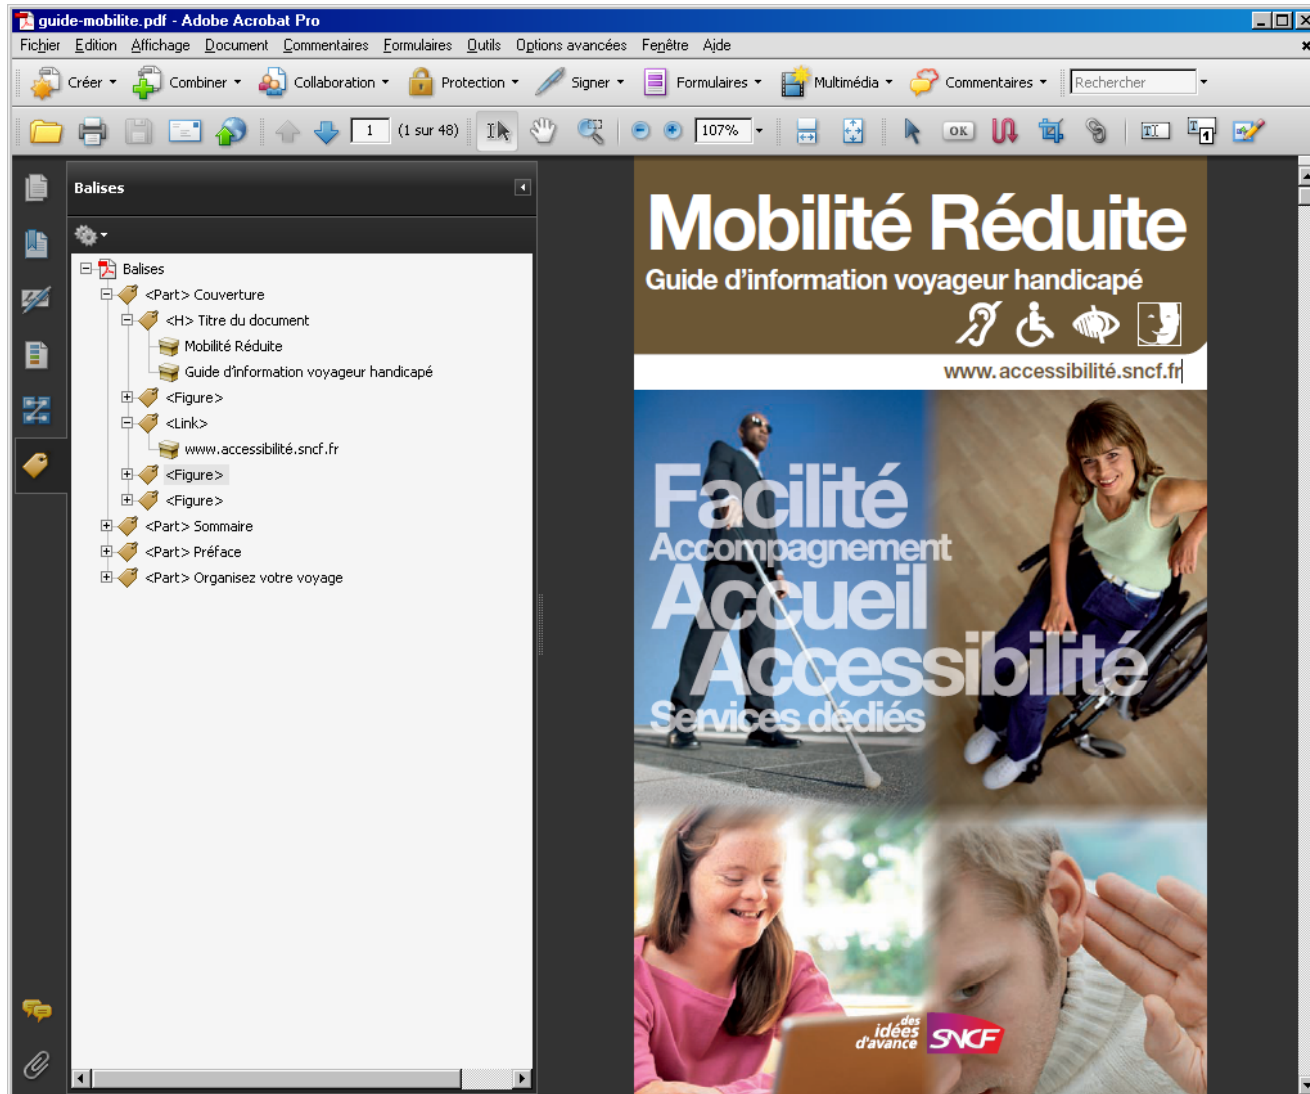 guide-mobilite.pdf - Adobe Acrobat Pro
Fichier Edition Affichage Document Commentaires Formulaires Outils Options avancées Fenêtre Aide
Créer Combiner Collaboration Protection Signer Formulaires Multimédia Commentaires Rechercher
1 (1 sur 48) 107% OK
Balises
Balises
<Part> Couverture
<H> Titre du document
Mobilité Réduite
Guide d'information voyageur handicapé
<Figure>
<Link>
www.accessibilité.sncf.fr
<Figure>
<Figure>
<Part> Sommaire
<Part> Préface
<Part> Organisez votre voyage
Mobilité Réduite
Guide d'information voyageur handicapé
www.accessibilité.sncf.fr
Facilité
Accompagnement
Accueil
Accessibilité
Services dédiés
des
idées
d'avance
SNCF